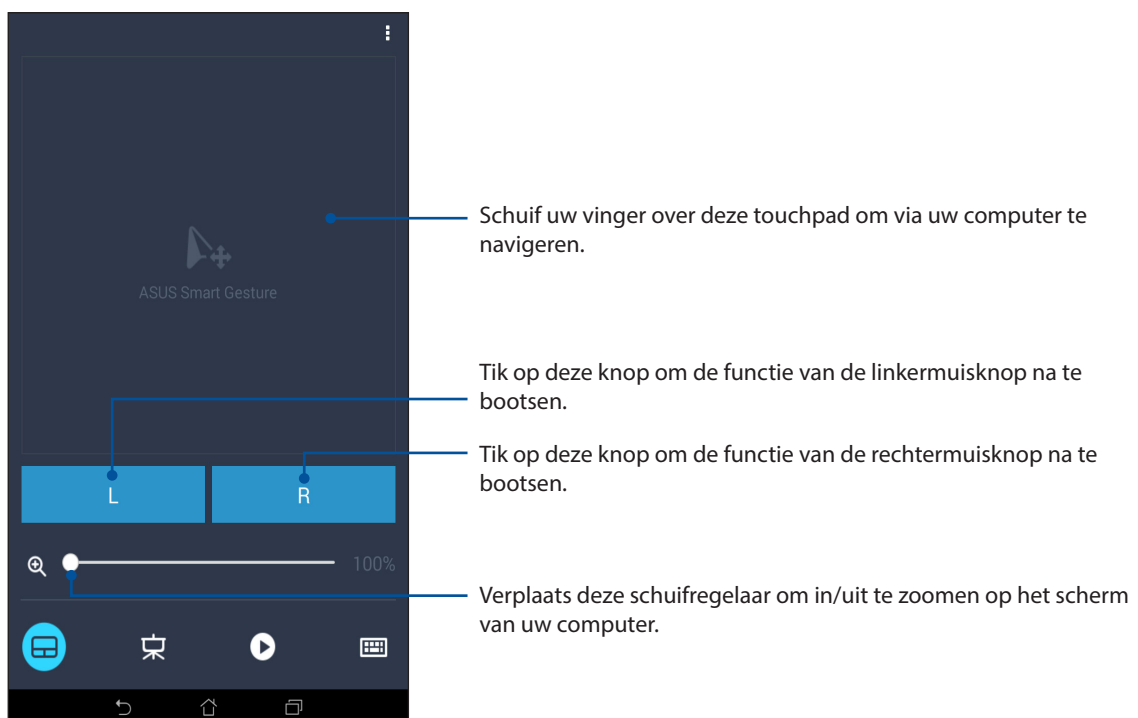 Schuif uw vinger over deze touchpad om via uw computer te
navigeren.
ASUS Smart Gesture
Tik op deze knop om de functie van de linkermuisknop na te
bootsen.
Tik op deze knop om de functie van de rechtermuisknop na te
bootsen.
L
R
100%
Verplaats deze schuifregelaar om in/uit te zoomen op het scherm
van uw computer.